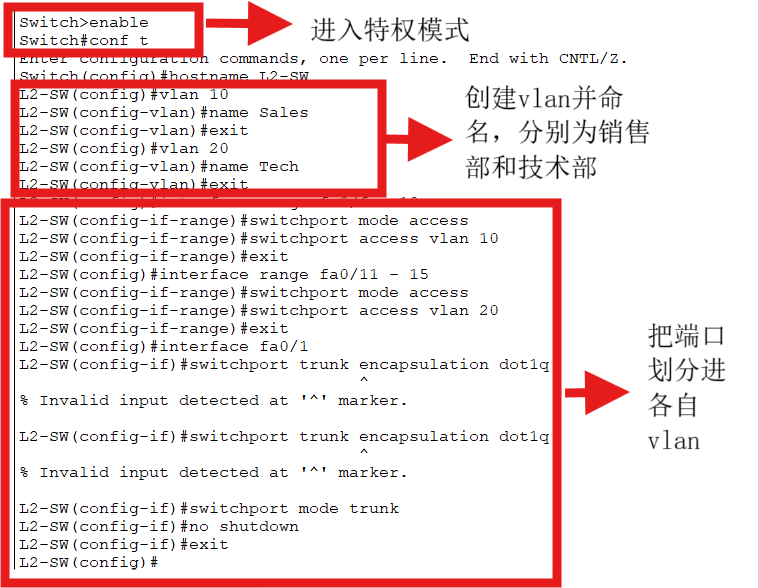 Switch>enable
Switch#conf t
进入特权模式
Enter configuration commands, one per line.  End with CNTL/Z.
Switch(config)#hostname L2-SW
L2-SW(config)#vlan 10
L2-SW(config-vlan)#name Sales
L2-SW(config-vlan)#exit
L2-SW(config)#vlan 20
L2-SW(config-vlan)#name Tech
L2-SW(config-vlan)#exit
创建vlan并命
名，分别为销售
部和技术部
L2-SW(config-if-range)#switchport mode access
L2-SW(config-if-range)#switchport access vlan 10
L2-SW(config-if-range)#exit
L2-SW(config)#interface range fa0/11 - 15
L2-SW(config-if-range)#switchport mode access
L2-SW(config-if-range)#switchport access vlan 20
L2-SW(config-if-range)#exit
L2-SW(config)#interface fa0/1
L2-SW(config-if)#switchport trunk encapsulation dot1q
^
% Invalid input detected at '^' marker.
L2-SW(config-if)#switchport trunk encapsulation dot1q
^
% Invalid input detected at '^' marker.
L2-SW(config-if)#switchport mode trunk
L2-SW(config-if)#no shutdown
L2-SW(config-if)#exit
L2-SW(config)#
把端口
划分进
各自
vlan